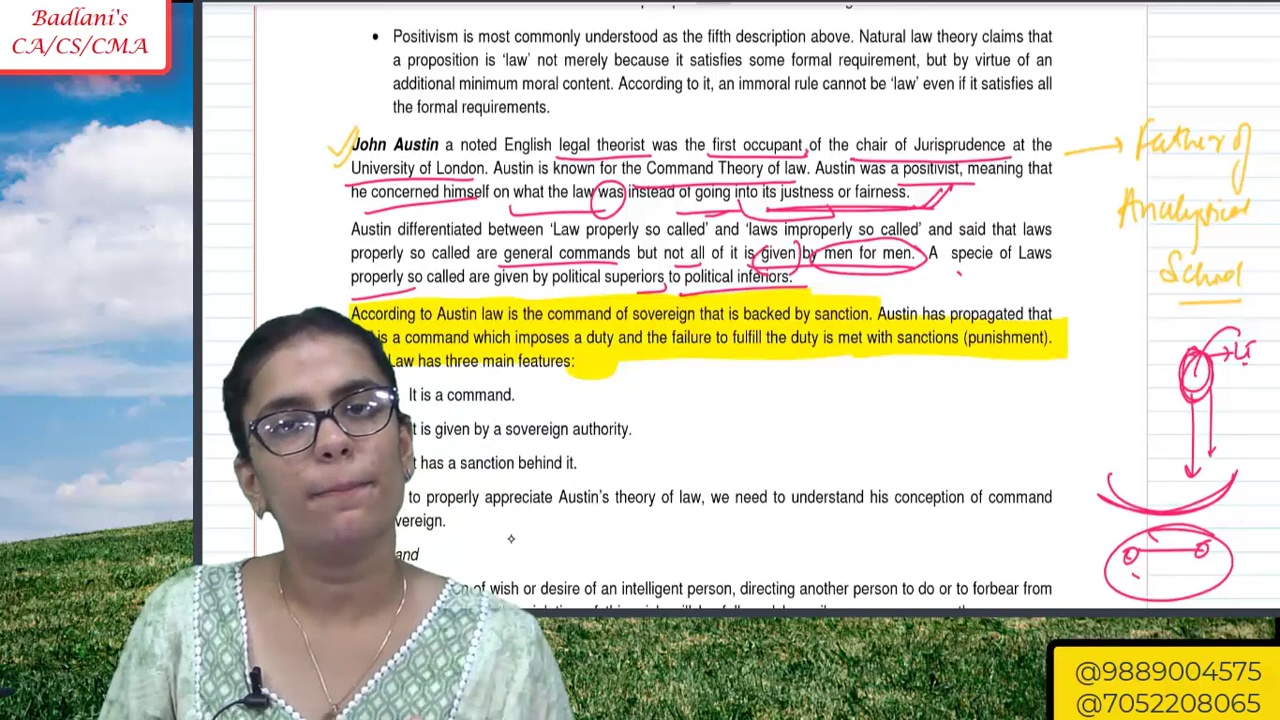 Badlani's
CA/CS/CMA
• Positivism is most commonly understood as the fifth description above. Natural law theory claims that
a proposition is ‘law’ not merely because it satisfies some formal requirement, but by virtue of an
additional minimum moral content. According to it, an immoral rule cannot be ‘law’ even if it satisfies all
the formal requirements.
John Austin a noted English legal theorist was the first occupant of the chair of Jurisprudence at the
University of London. Austin is known for the Command Theory of law. Austin was a positivist, meaning that
he concerned himself on what the law was instead of going into its justness or fairness.
Father of
Analytical
School
Austin differentiated between ‘Law properly so called’ and ‘laws improperly so called’ and said that laws
properly so called are general commands but not all of it is given by men for men. A specie of Laws
properly so called are given by political superiors to political inferiors.
According to Austin law is the command of sovereign that is backed by sanction. Austin has propagated that
is a command which imposes a duty and the failure to fulfill the duty is met with sanctions (punishment).
Law has three main features:
It is a command.
t is given by a sovereign authority.
t has a sanction behind it.
to properly appreciate Austin’s theory of law, we need to understand his conception of command
vereign.
and
of wish or desire of an intelligent person, directing another person to do or to forbear from
@9889004575
@7052208065